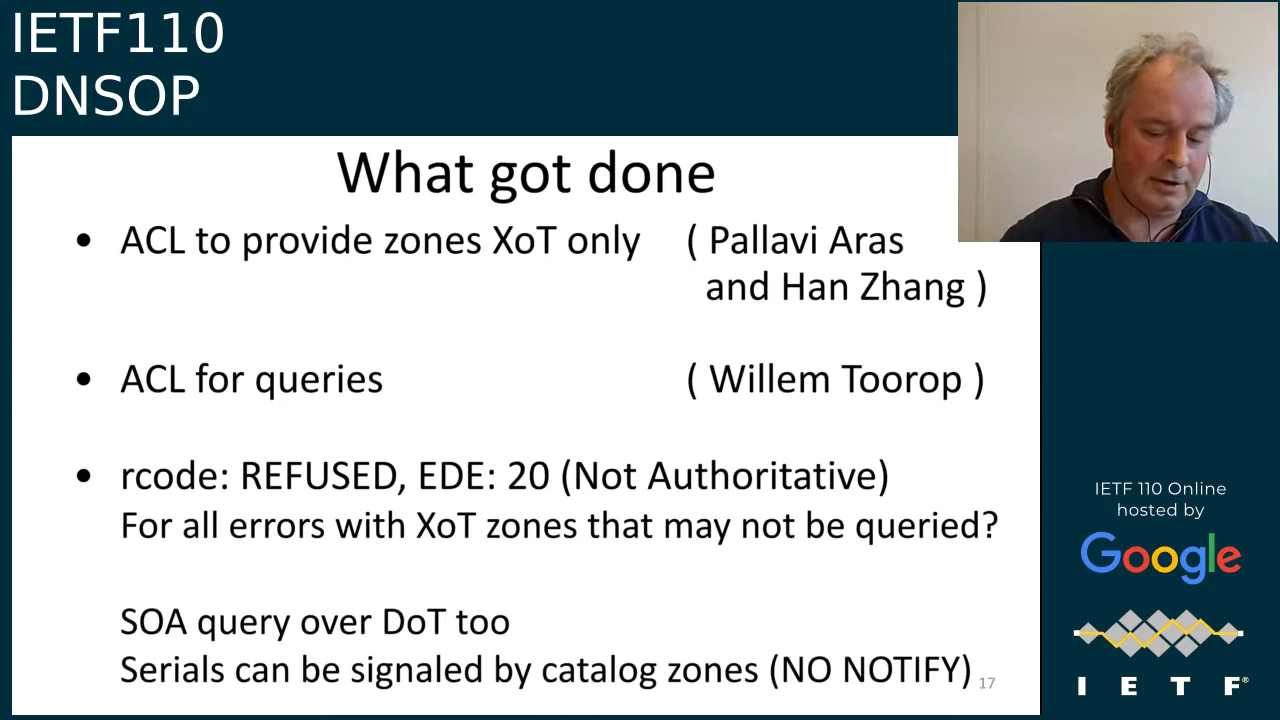 IETF110
DNSOP
What got done
• ACL to provide zones XoT only ( Pallavi Aras
and Han Zhang )
• ACL for queries ( Willem Toorop )
• rcode: REFUSED, EDE: 20 (Not Authoritative)
For all errors with XoT zones that may not be queried?
SOA query over DoT too
Serials can be signaled by catalog zones (NO NOTIFY)
17
IETF 110 Online
hosted by
Google
I E T F®